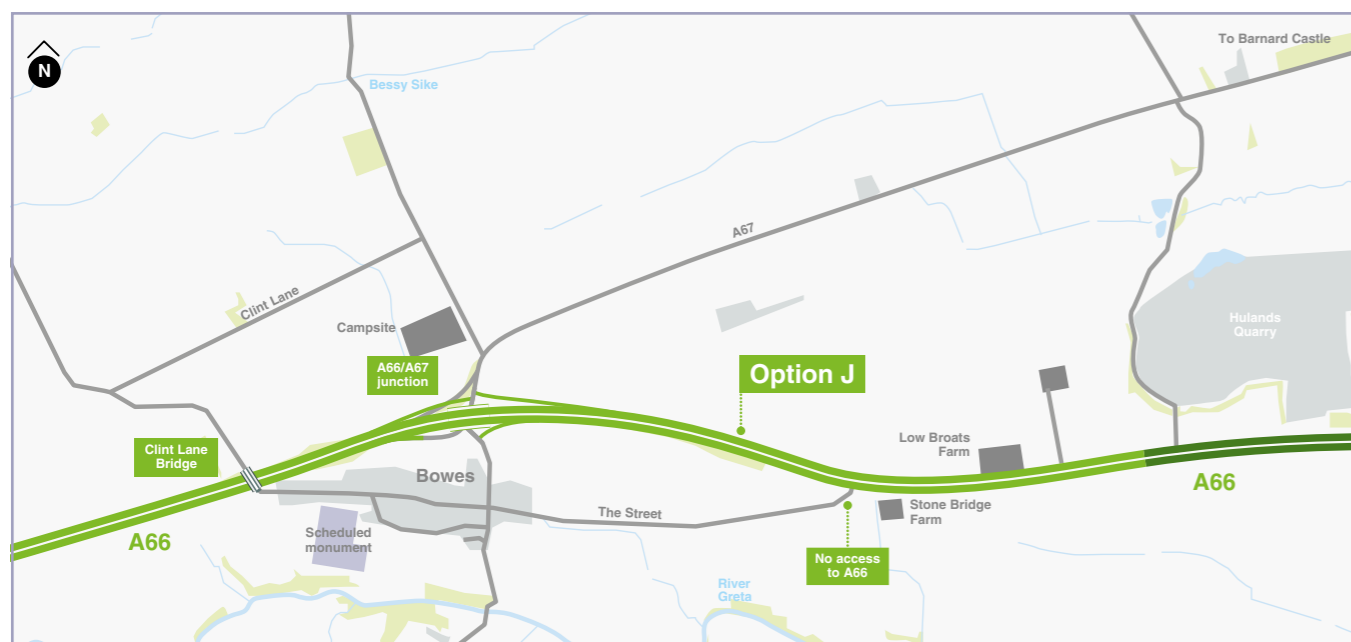 To Barnard Castle
N
Bessy Sike
A67
Clint Lane
Hulands
Quarry
Campsite
A66/A67
junction
Option J
Low Broats
Farm
Clint Lane
Bridge
Bowes
A66
Stone Bridge
Farm
The Street
Scheduled
monument
A66
No access
to A66
River
Greta